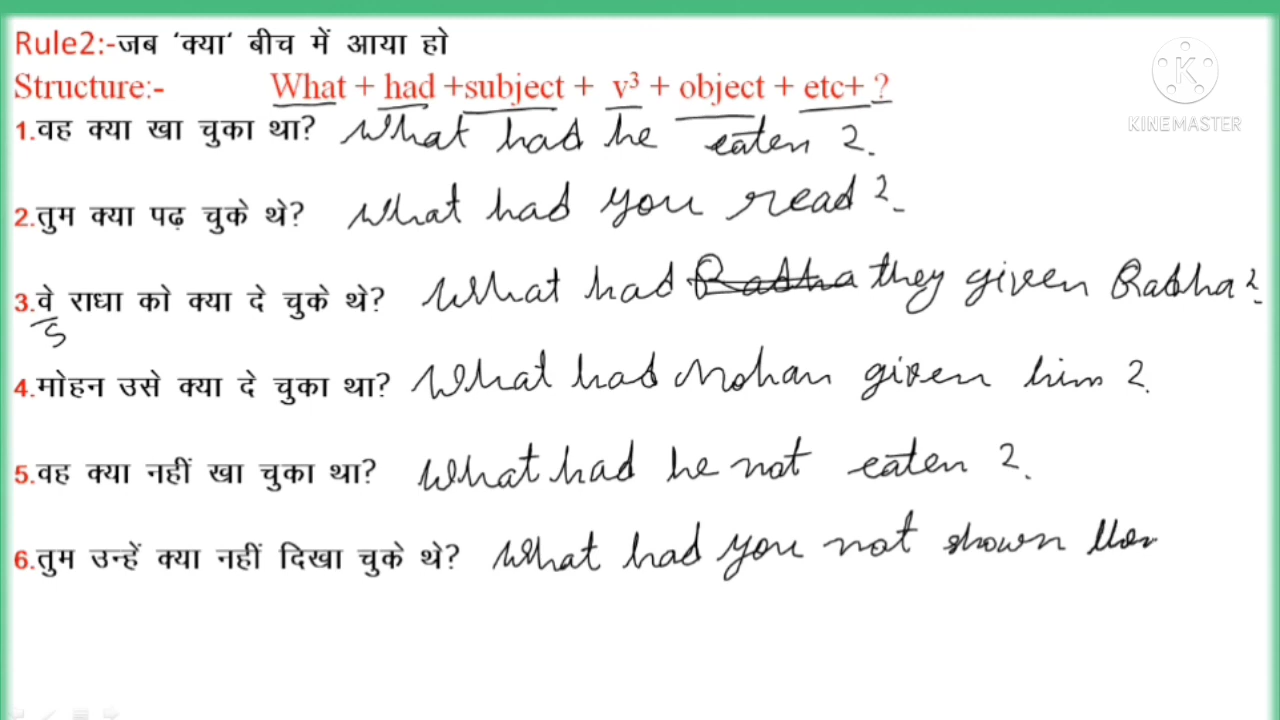 Rule2:-जब ‘क्या‘ बीच में आया हो
Structure:- What + had +subject + v³ + object + etc+ ?
KINEMASTER
1.वह क्या खा चुका था? What had he eaten ?
2.तुम क्या पढ़ चुके थे? What had you read ?
3.वे राधा को क्या दे चुके थे? What had Radha they given Radha ?
S
4.मोहन उसे क्या दे चुका था? What had Mohan given him ?
5.वह क्या नहीं खा चुका था? What had he not eaten ?
6.तुम उन्हें क्या नहीं दिखा चुके थे? What had you not shown